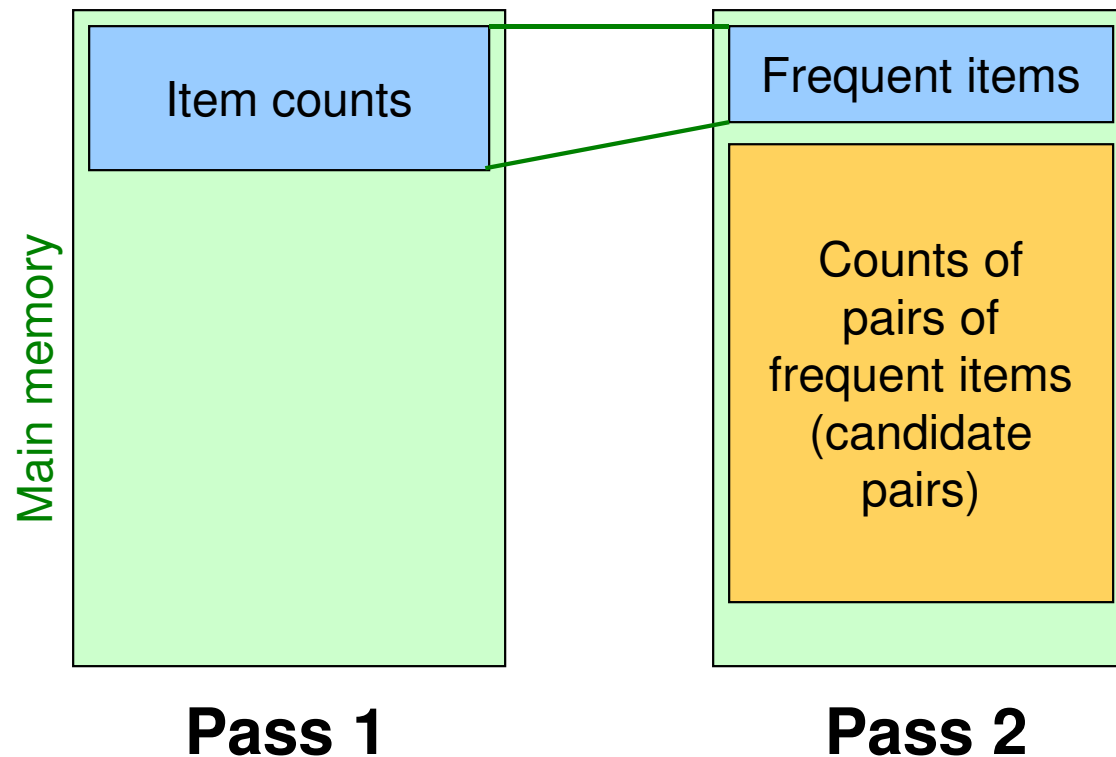 Main memory
Item counts
Pass 1
Frequent items
Counts of
pairs of
frequent items
(candidate
pairs)
Pass 2